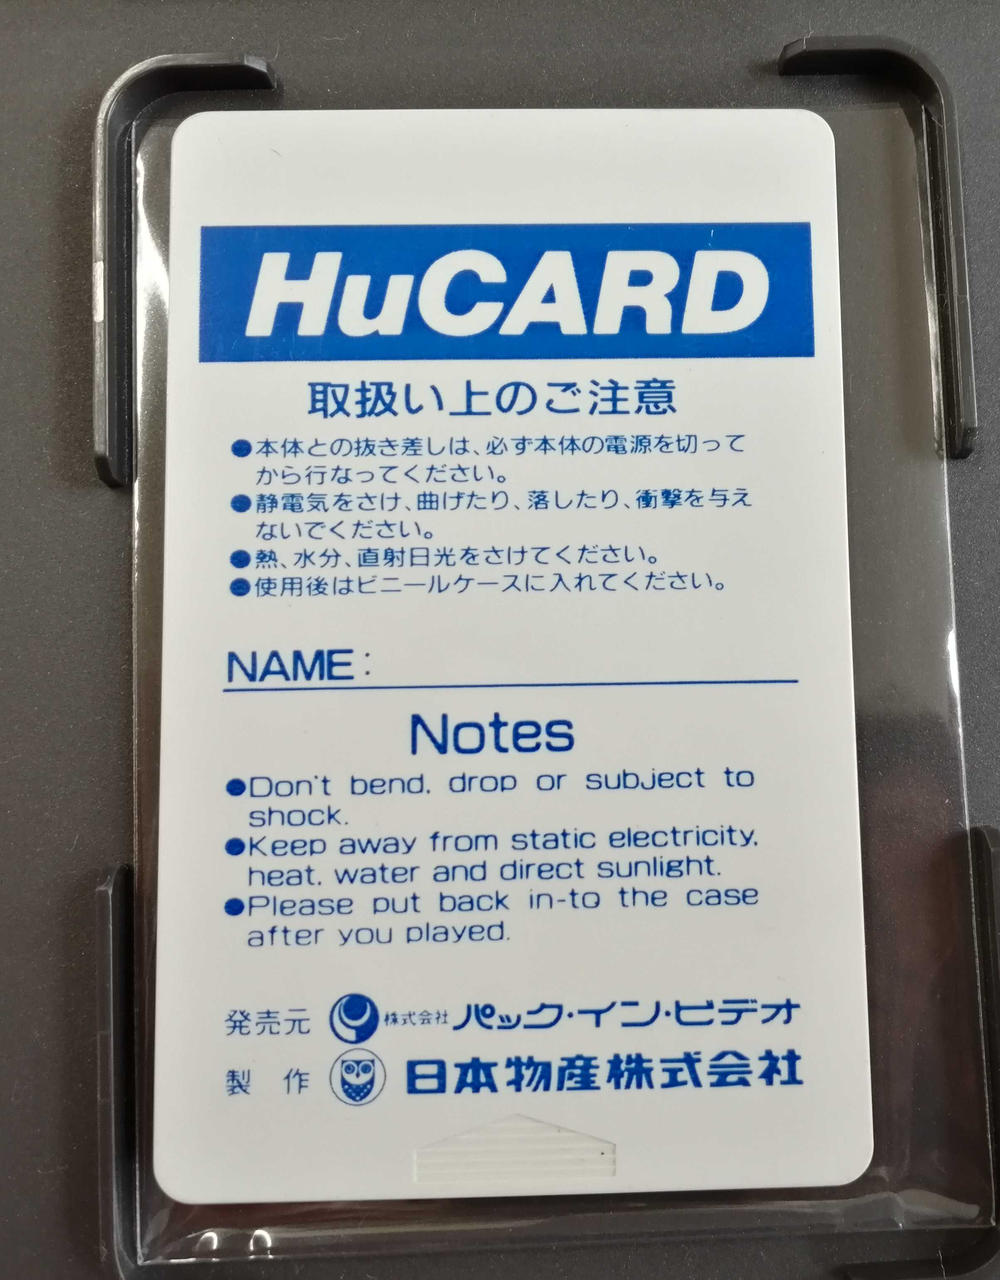 HuCARD
取扱い上のご注意
●本体との抜き差しは、必ず本体の電源を切って
から行なってください。
●静電気をさけ、曲げたり、落したり、衝撃を与え
ないでください。
●熱、水分、直射日光をさけてください。
●使用後はビニールケースに入れてください。
NAME:
Notes
●Don't bend, drop or subject to
shock.
●Keep away from static electricity,
heat, water and direct sunlight.
●Please put back in-to the case
after you played.
発売元 株式会社パック・イン・ビデオ
製作 日本物産株式会社